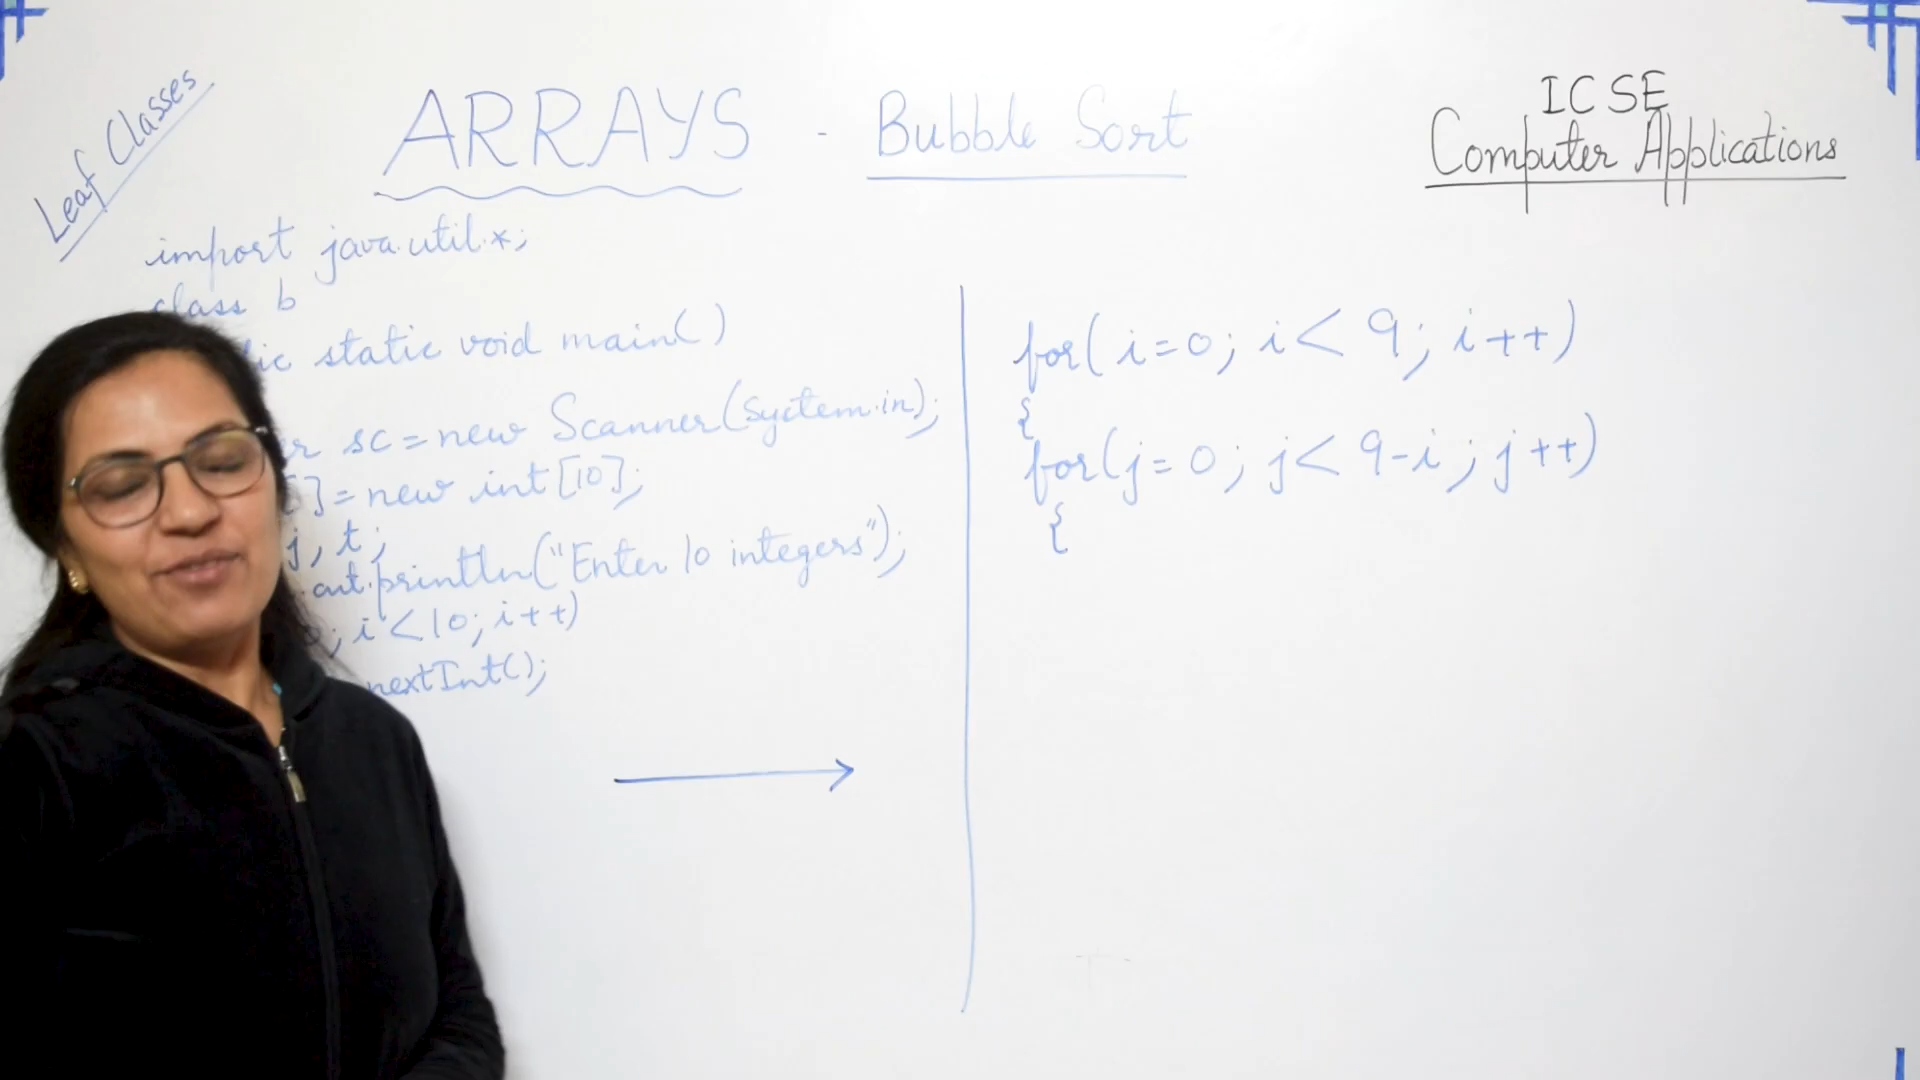 Leaf Classes
ARRAYS - Bubble Sort
ICSE
Computer Applications
import java.util.*;
class b
static void main()
sc = new Scanner(system.in);
] = new int[10];
j, t;
.out.println("Enter 10 integers");
; i < 10; i++)
nextInt();
for( i=0; i< 9; i++)
{
for(j=0; j< 9-i; j++)
{